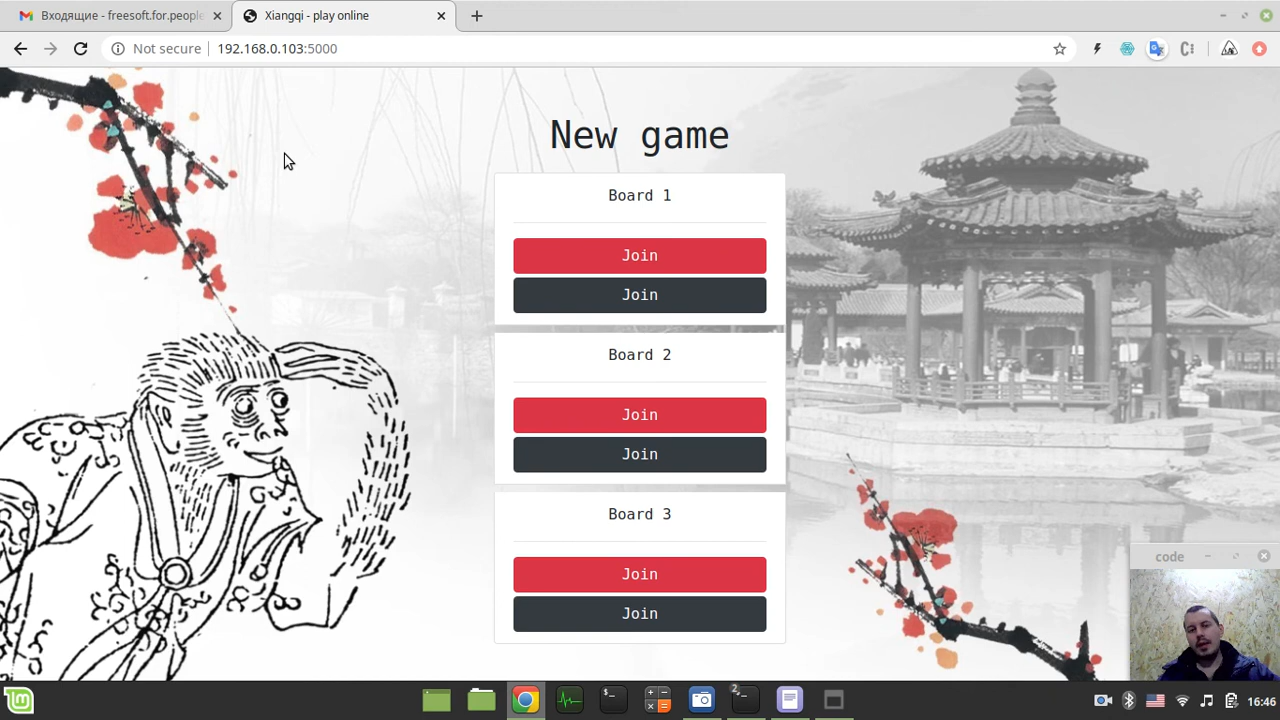 Входящие - freesoft.for.people
Xiangqi - play online
Not secure
192.168.0.103:5000
New game
Board 1
Join
Join
Board 2
Join
Join
Board 3
Join
Join
code
16:46